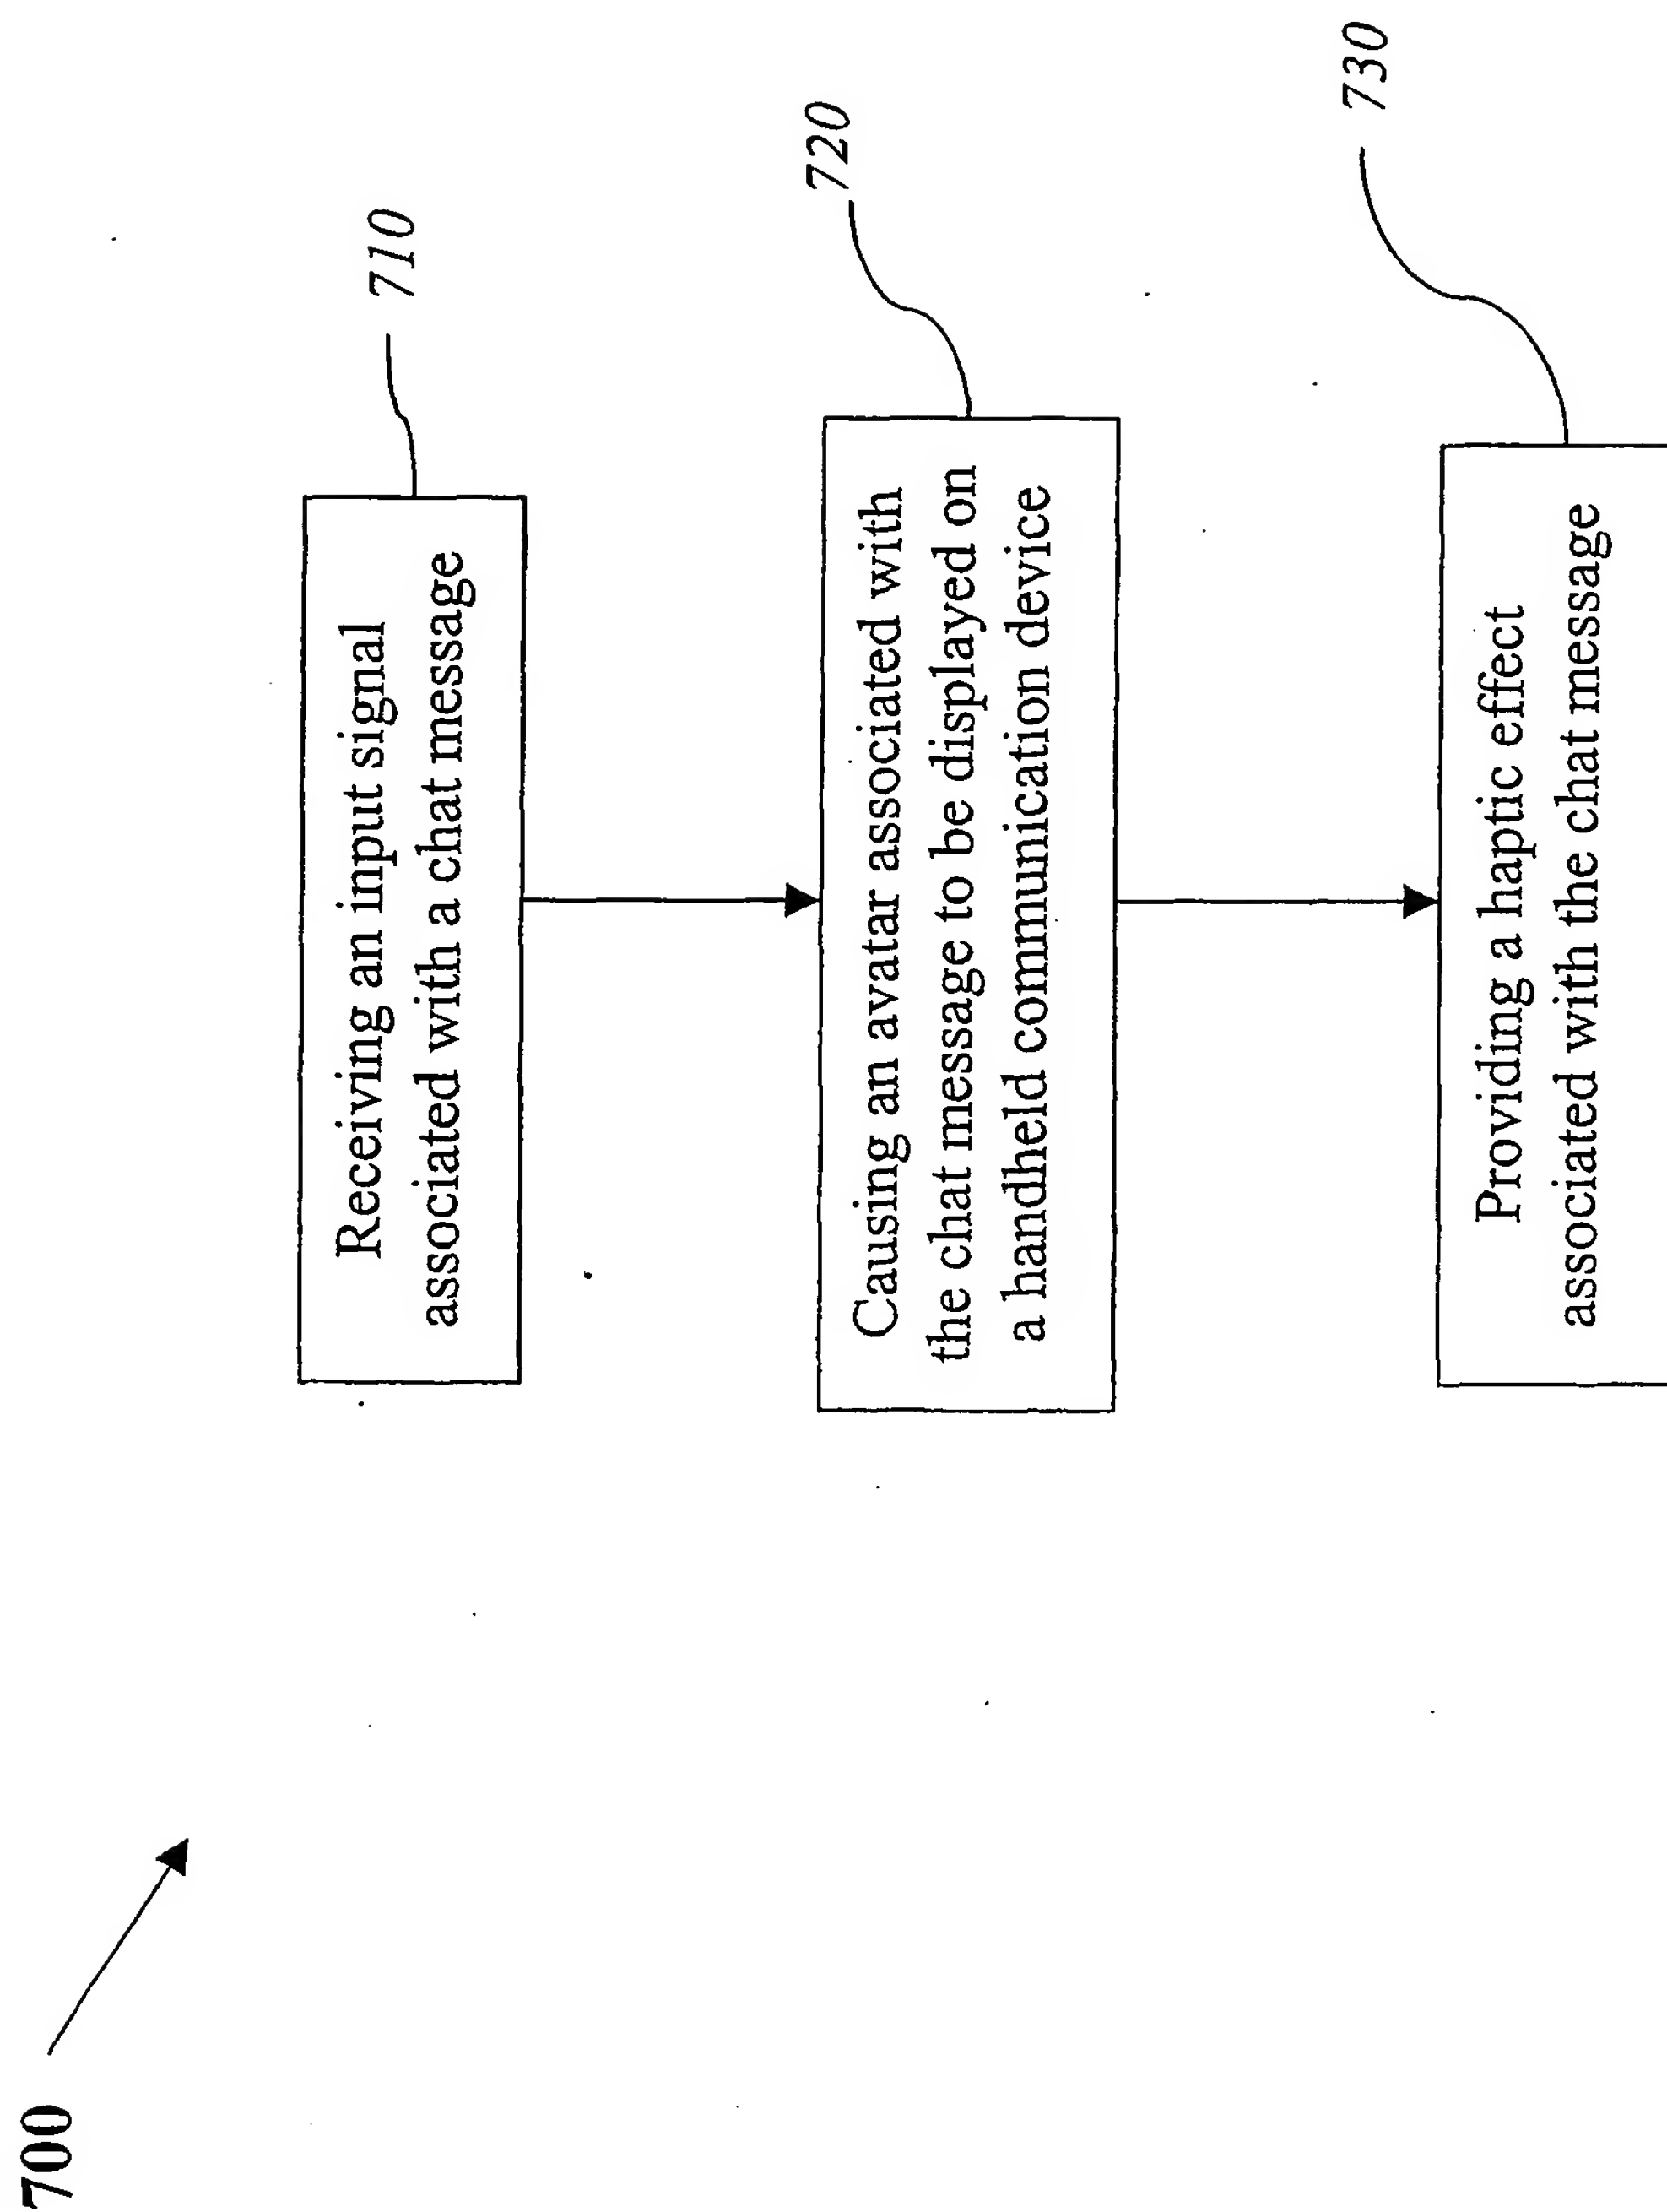 700
Receiving an input signal
associated with a chat message
710
Causing an avatar associated with
the chat message to be displayed on
a handheld communication device
720
Providing a haptic effect
associated with the chat message
730